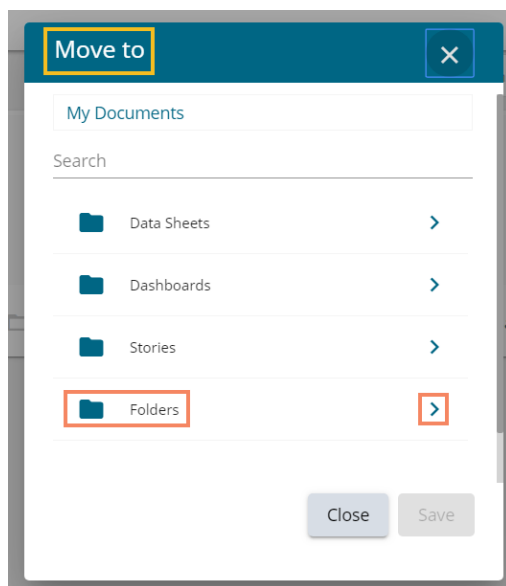 Move to
My Documents
Search
Data Sheets
Dashboards
Stories
Folders
Close
Save